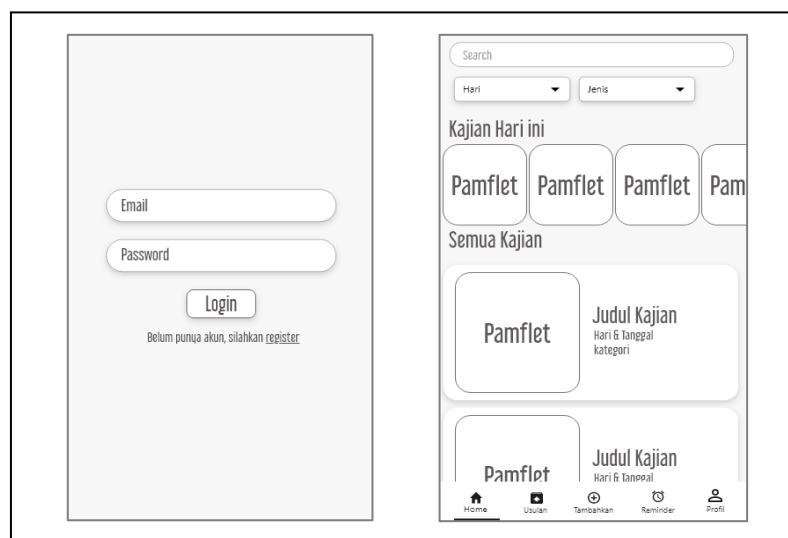 Email
Password
Login
Belum punya akun, silahkan register
Search
Hari
Jenis
Kajian Hari ini
Pamflet Pamflet Pamflet Pam
Semua Kajian
Pamflet
Judul Kajian
Hari & Tanggal
kategori
Pamflet
Judul Kajian
Hari & Tanggal
Home Usulan Tambahkan Reminder Profil